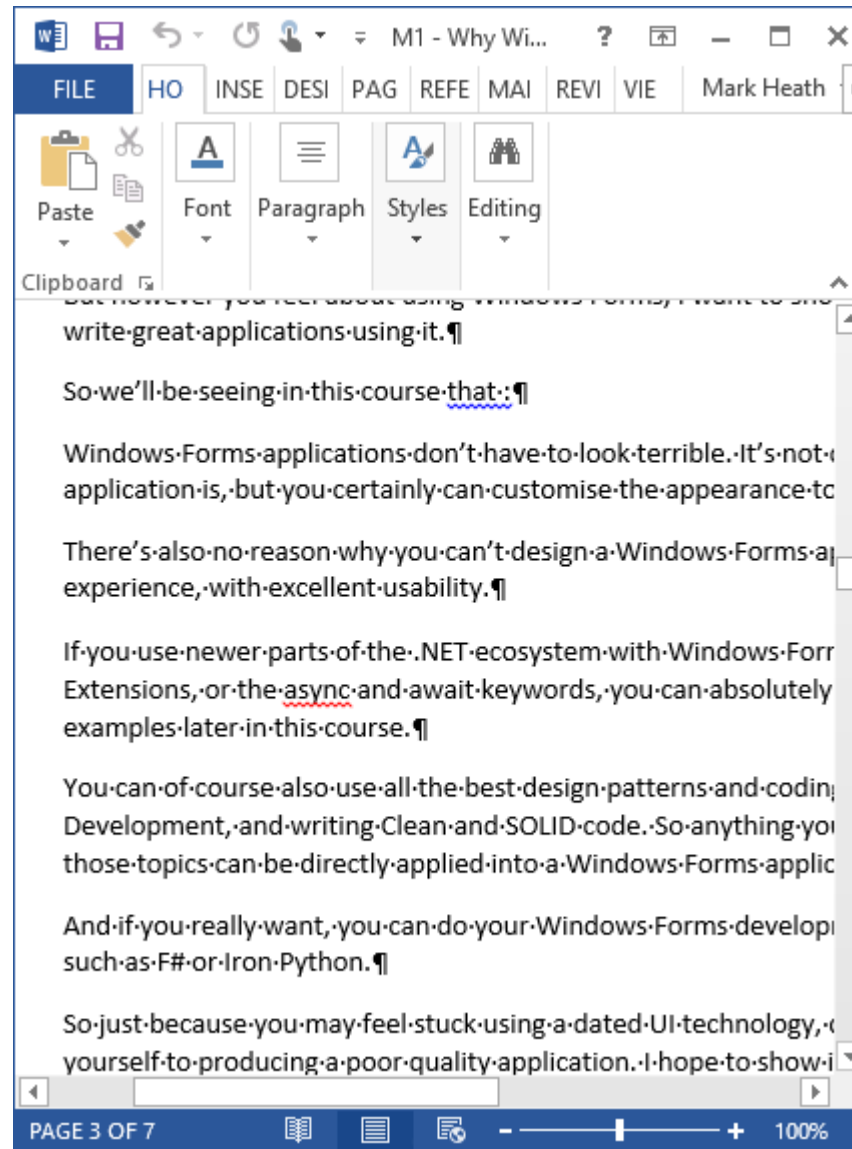 M1 - Why Wi... ?
FILE HO INSE DESI PAG REFE MAI REVI VIE Mark Heath
Paste Font Paragraph Styles Editing
Clipboard
But however you feel about using Windows Forms, I want to
write·great·applications·using·it.¶
So·we’ll·be·seeing·in·this·course·that·:¶
Windows·Forms·applications·don’t·have·to·look·terrible.·It’s·not·
application·is,·but·you·certainly·can·customise·the·appearance·
There’s·also·no·reason·why·you·can’t·design·a·Windows·Forms·
experience,·with·excellent·usability.¶
If·you·use·newer·parts·of·the·.NET·ecosystem·with·Windows·
Extensions,·or·the·async·and·await·keywords,·you·can·absolutely
examples·later·in·this·course.¶
You·can·of·course·also·use·all·the·best·design·patterns·and·
Development,·and·writing·Clean·and·SOLID·code.·So·anything·
those·topics·can·be·directly·applied·into·a·Windows·Forms·
And·if·you·really·want,·you·can·do·your·Windows·Forms·
such·as·F#·or·Iron·Python.¶
So·just·because·you·may·feel·stuck·using·a·dated·UI·technology,·
yourself·to·producing·a·poor·quality·application.·I·hope·to·show·
PAGE 3 OF 7 100%